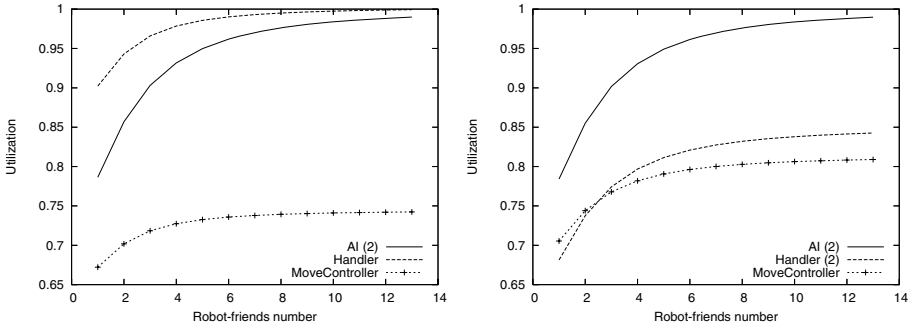 1
0.95
0.9
0.85
0.8
0.75
0.7
0.65
Utilization
0 2 4 6 8 10 12 14
Robot-friends number
AI (2)
Handler
MoveController
1
0.95
0.9
0.85
0.8
0.75
0.7
0.65
Utilization
0 2 4 6 8 10 12 14
Robot-friends number
AI (2)
Handler (2)
MoveController